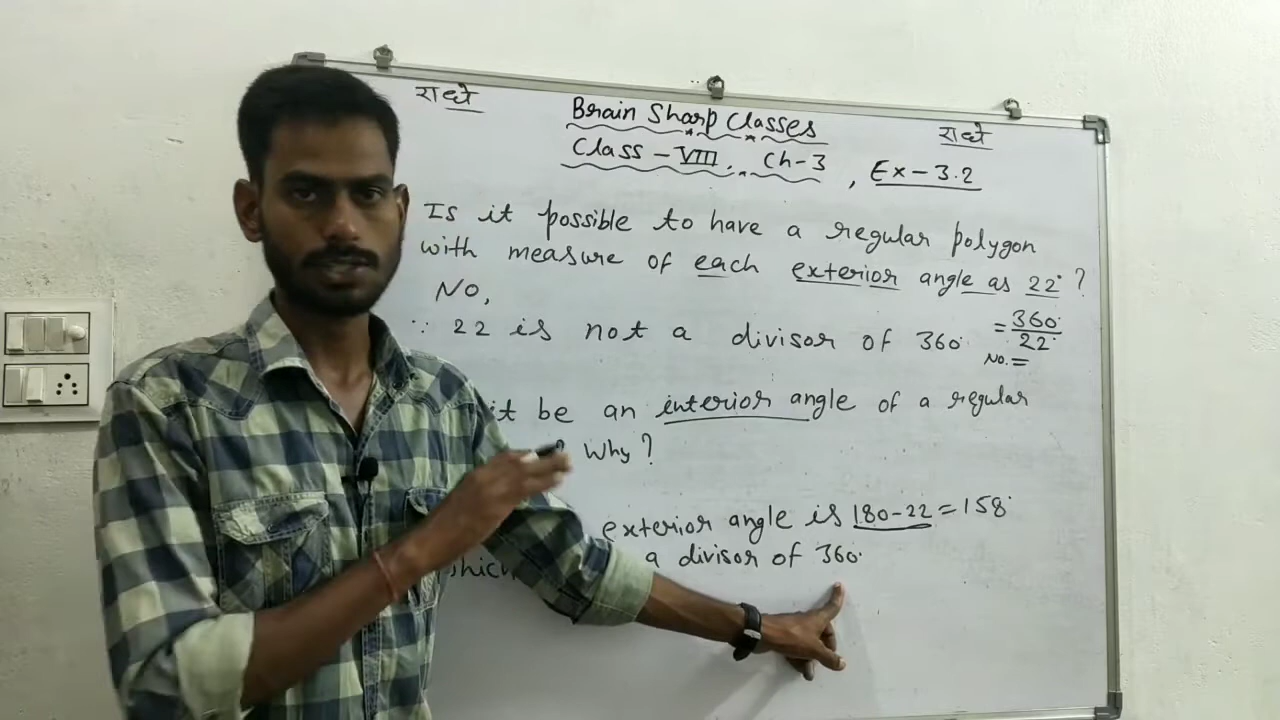 राधे
Brain Sharp Classes
राधे
Class - VIII, Ch-3, Ex-3.2
Is it possible to have a regular polygon
with measure of each exterior angle as 22°?
No,
∵ 22 is not a divisor of 360° = 360°/22°
No. =
it be an interior angle of a regular
? Why?
exterior angle is 180-22 = 158°
a divisor of 360°